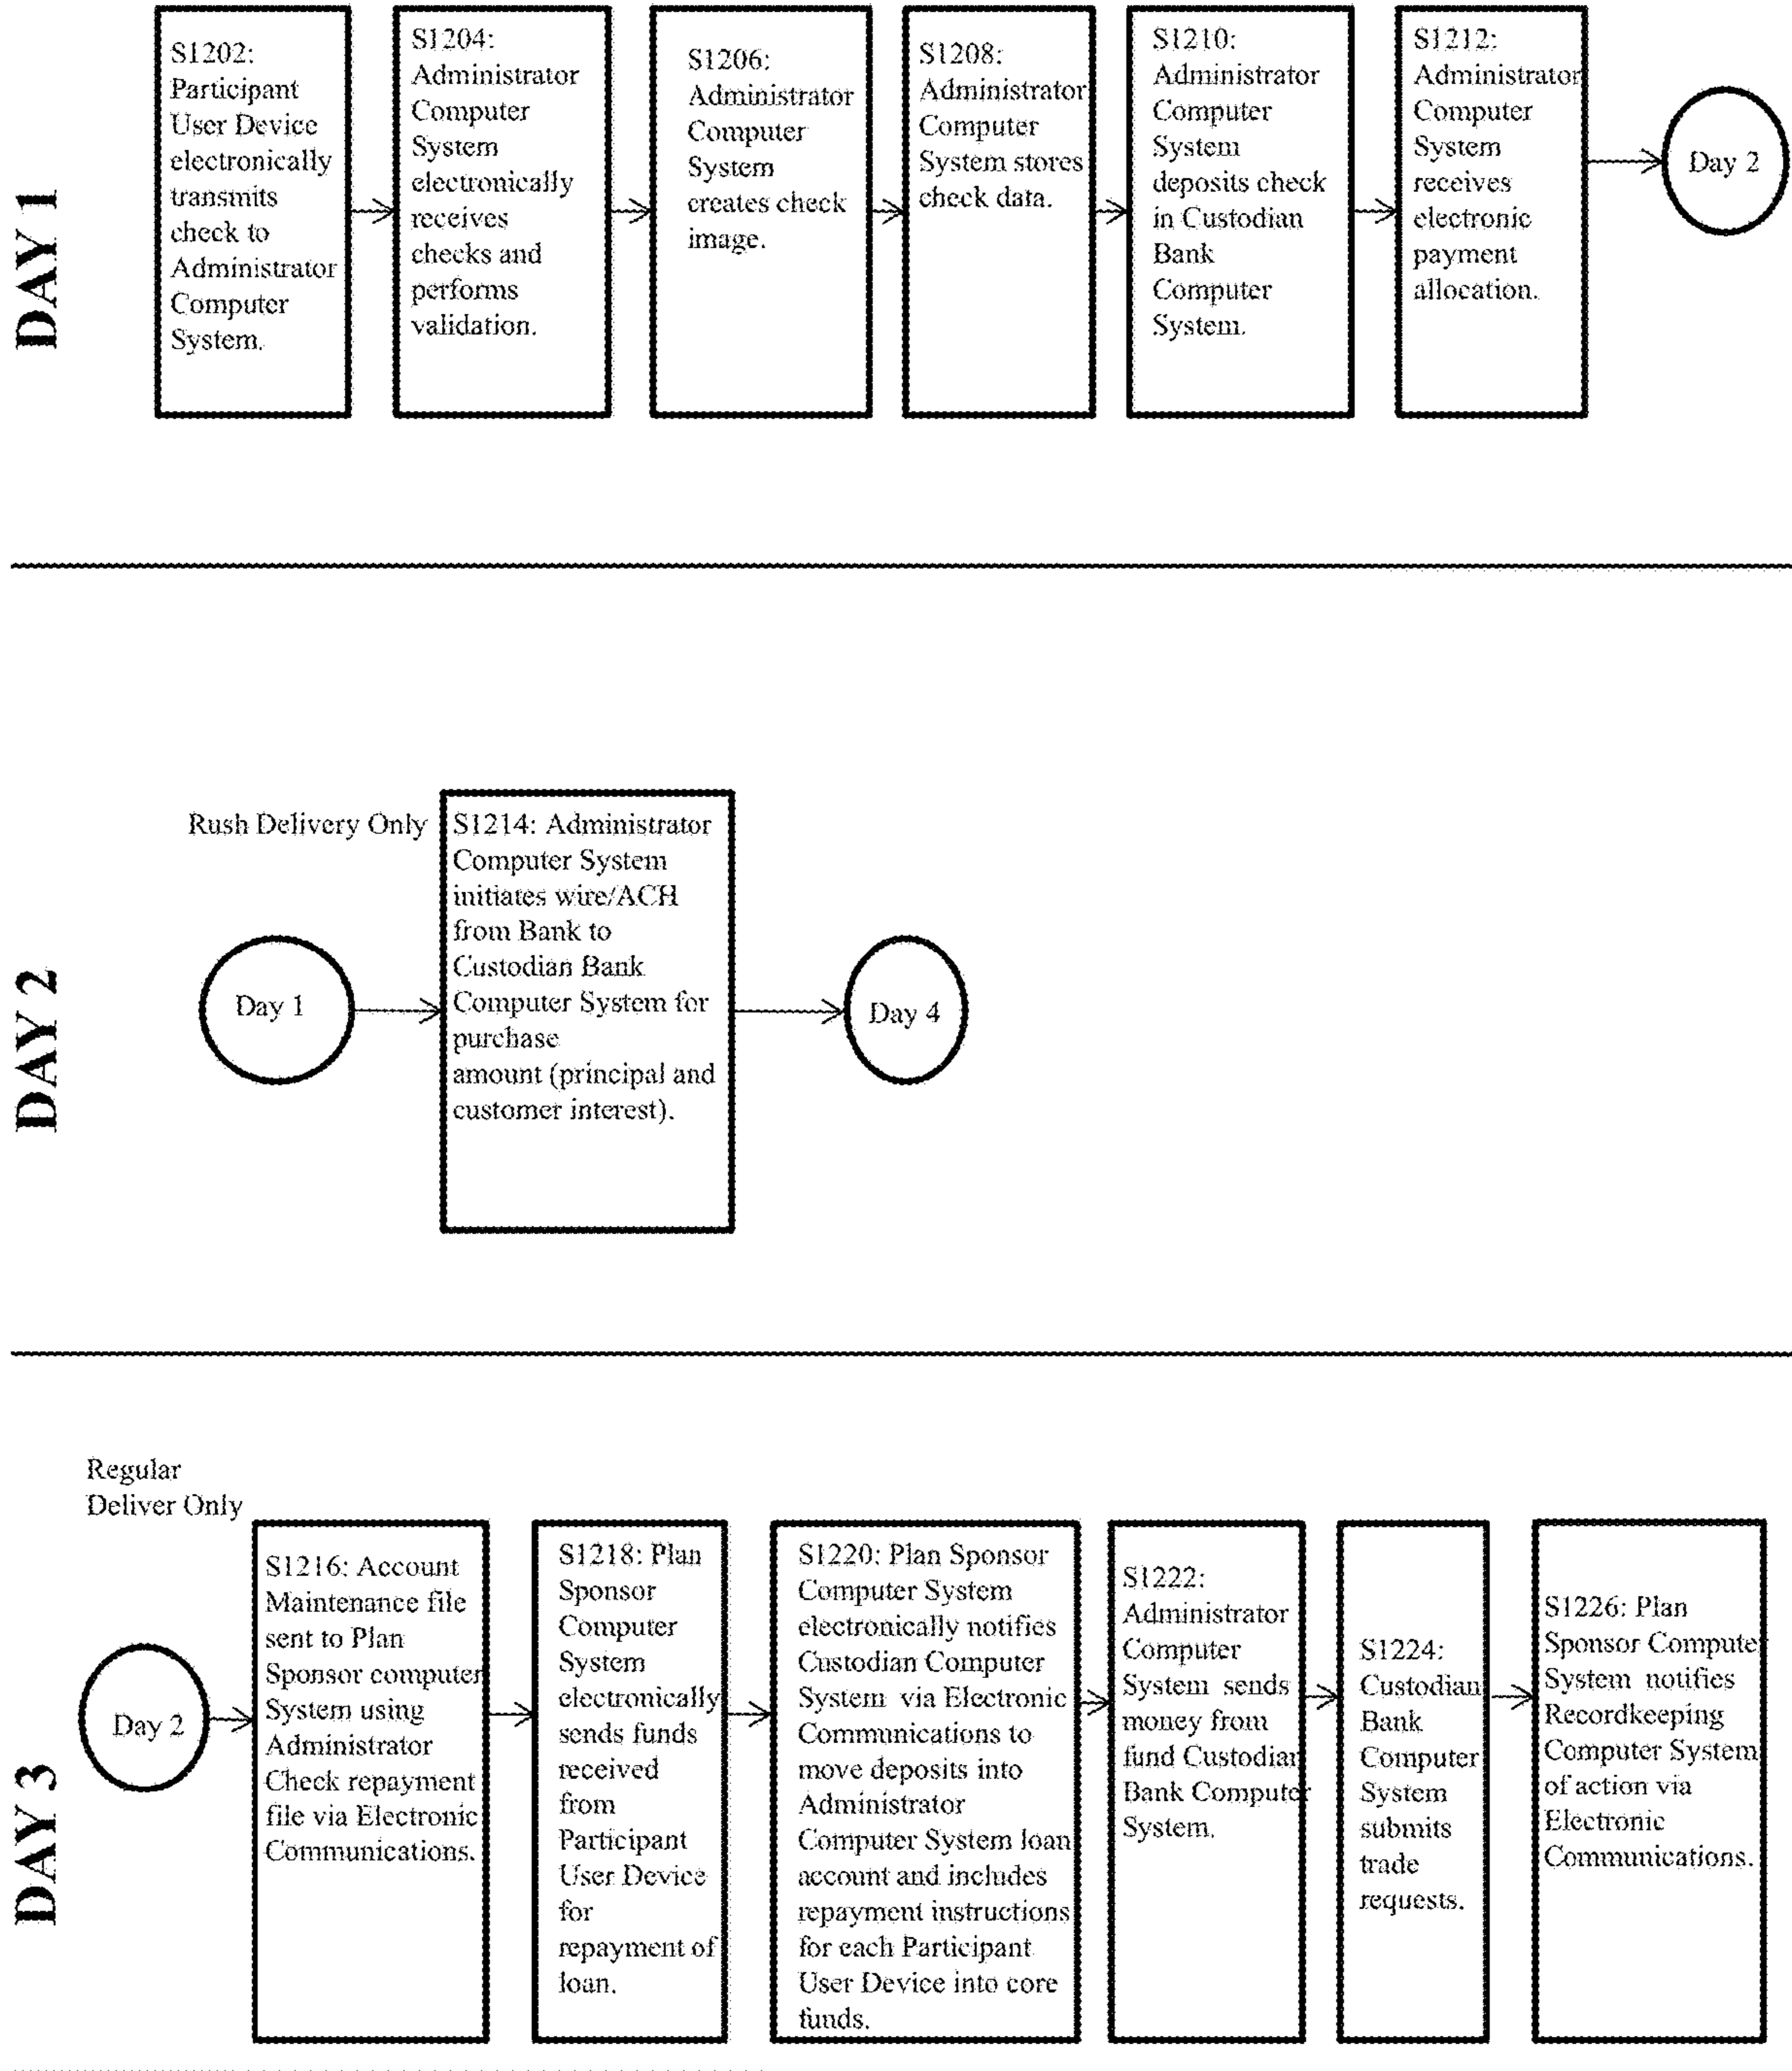 DAY 1
S1202:
Participant
User Device
electronically
transmits
check to
Administrator
Computer
System.
S1204:
Administrator
Computer
System
electronically
receives
checks and
performs
validation.
S1206:
Administrator
Computer
System
creates check
image.
S1208:
Administrator
Computer
System stores
check data.
S1210:
Administrator
Computer
System
deposits check
in Custodian
Bank
Computer
System.
S1212:
Administrator
Computer
System
receives
electronic
payment
allocation.
Day 2
DAY 2
Rush Delivery Only
Day 1
S1214: Administrator
Computer System
initiates wire/ACH
from Bank to
Custodian Bank
Computer System for
purchase
amount (principal and
customer interest).
Day 4
DAY 3
Regular
Deliver Only
Day 2
S1216: Account
Maintenance file
sent to Plan
Sponsor computer
System using
Administrator
Check repayment
file via Electronic
Communications.
S1218: Plan
Sponsor
Computer
System
electronically
sends funds
received
from
Participant
User Device
for
repayment of
loan.
S1220: Plan Sponsor
Computer System
electronically notifies
Custodian Computer
System via Electronic
Communications to
move deposits into
Administrator
Computer System loan
account and includes
repayment instructions
for each Participant
User Device into core
funds.
S1222:
Administrator
Computer
System sends
money from
fund Custodian
Bank Computer
System.
S1224:
Custodian
Bank
Computer
System
submits
trade
requests.
S1226: Plan
Sponsor Computer
System notifies
Recordkeeping
Computer System
of action via
Electronic
Communications.